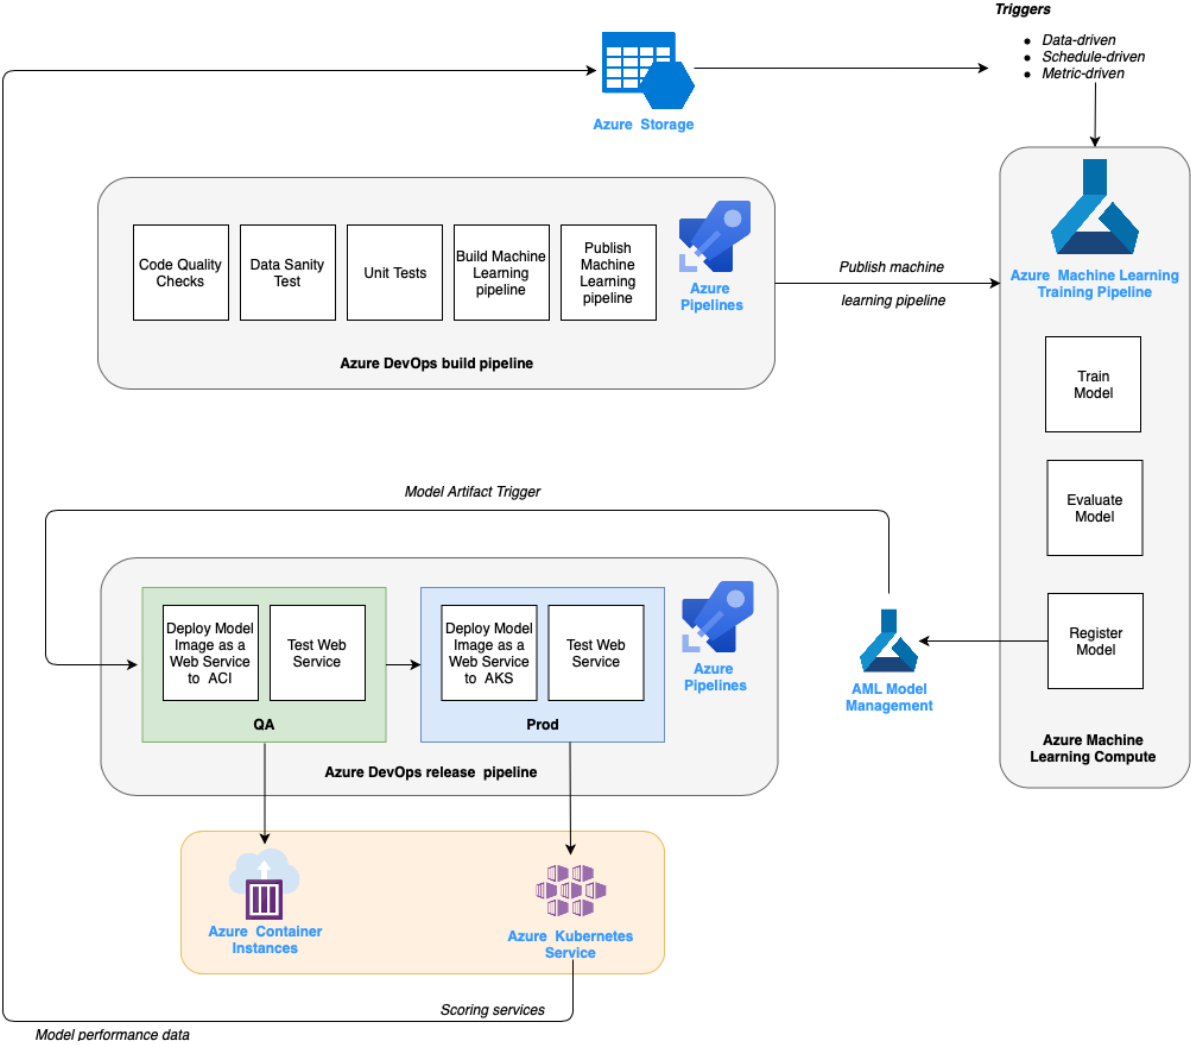 Triggers
Data-driven
Schedule-driven
Metric-driven
Azure Storage
Code Quality
Checks
Data Sanity
Test
Unit Tests
Build Machine
Learning
pipeline
Publish
Machine
Learning
pipeline
Azure
Pipelines
Azure DevOps build pipeline
Publish machine
learning pipeline
Azure Machine Learning
Training Pipeline
Train
Model
Evaluate
Model
Register
Model
Azure Machine
Learning Compute
AML Model
Management
Model Artifact Trigger
Deploy Model
Image as a
Web Service
to ACI
Test Web
Service
QA
Deploy Model
Image as a
Web Service
to AKS
Test Web
Service
Prod
Azure
Pipelines
Azure DevOps release pipeline
Azure Container
Instances
Azure Kubernetes
Service
Scoring services
Model performance data